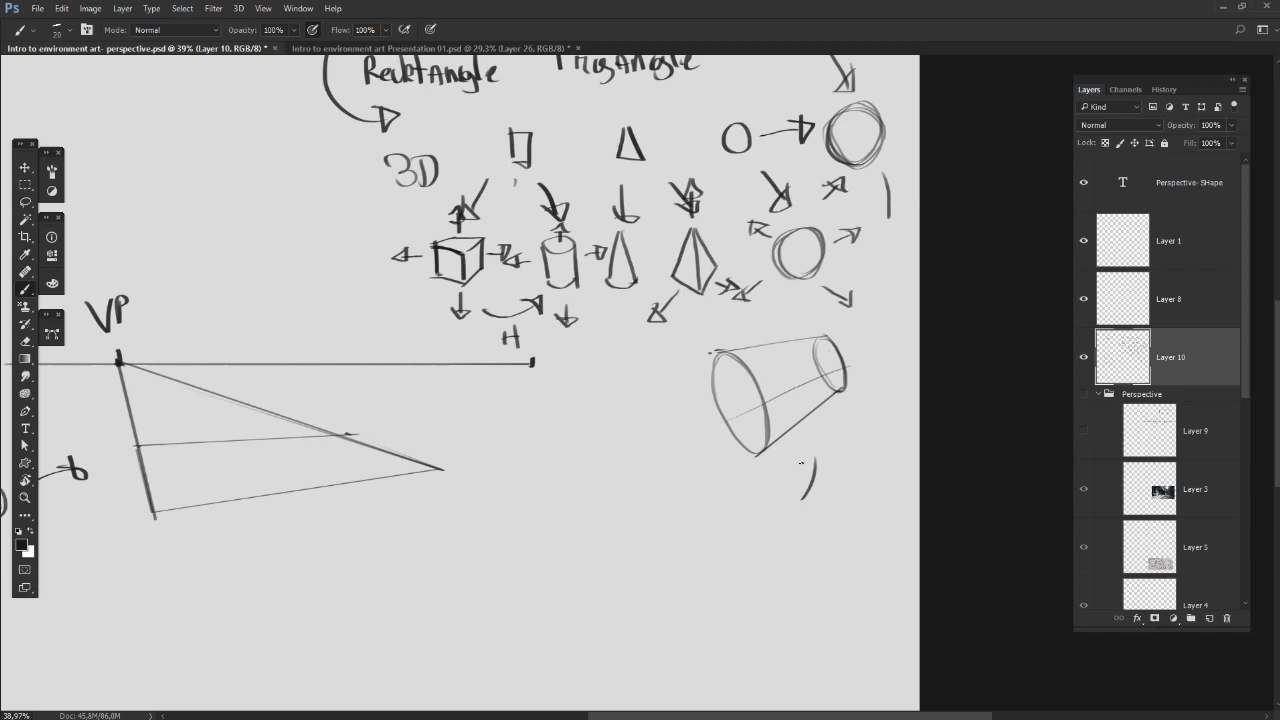 Ps File Edit Image Layer Type Select Filter 3D View Window Help
20 Mode: Normal Opacity: 100% Flow: 100%
Intro to environment art- perspective.psd @ 39% (Layer 10, RGB/8) * ×
Intro to environment art Presentation 01.psd @ 29,3% (Layer 26, RGB/8) * ×
3D
VP
H
Layers Channels History
Kind
Normal Opacity: 100%
Lock: Fill: 100%
T Perspective- SHape
Layer 1
Layer 8
Layer 10
Perspective
Layer 9
Layer 3
Layer 5
Layer 4
38,97% Doc: 45,8M/86,0M